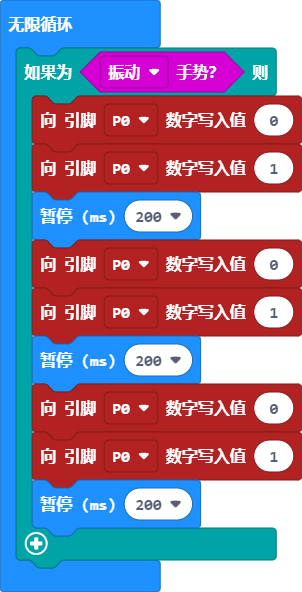 无限循环
如果为 振动 手势? 则
向 引脚 P0 数字写入值 0
向 引脚 P0 数字写入值 1
暂停 (ms) 200
向 引脚 P0 数字写入值 0
向 引脚 P0 数字写入值 1
暂停 (ms) 200
向 引脚 P0 数字写入值 0
向 引脚 P0 数字写入值 1
暂停 (ms) 200